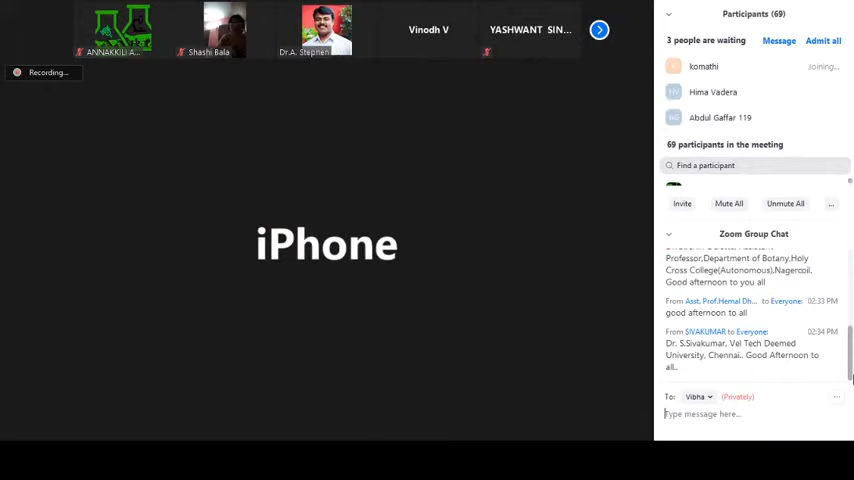 ANNAKKILI A...
Shashi Bala
Dr.A. Stephen
Vinodh V
YASHWANT SIN...
Recording...
iPhone
Participants (69)
3 people are waiting Message Admit all
komathi Joining...
HV Hima Vadera
Abdul Gaffar 119
69 participants in the meeting
Find a participant
Invite Mute All Unmute All ...
Zoom Group Chat
Professor,Department of Botany,Holy
Cross College(Autonomous),Nagercoil.
Good afternoon to you all
From Asst. Prof.Hemal Dh... to Everyone: 02:33 PM
good afternoon to all
From SIVAKUMAR to Everyone: 02:34 PM
Dr. S.Sivakumar, Vel Tech Deemed
University, Chennai.. Good Afternoon to
all..
To: Vibha (Privately) ...
Type message here...